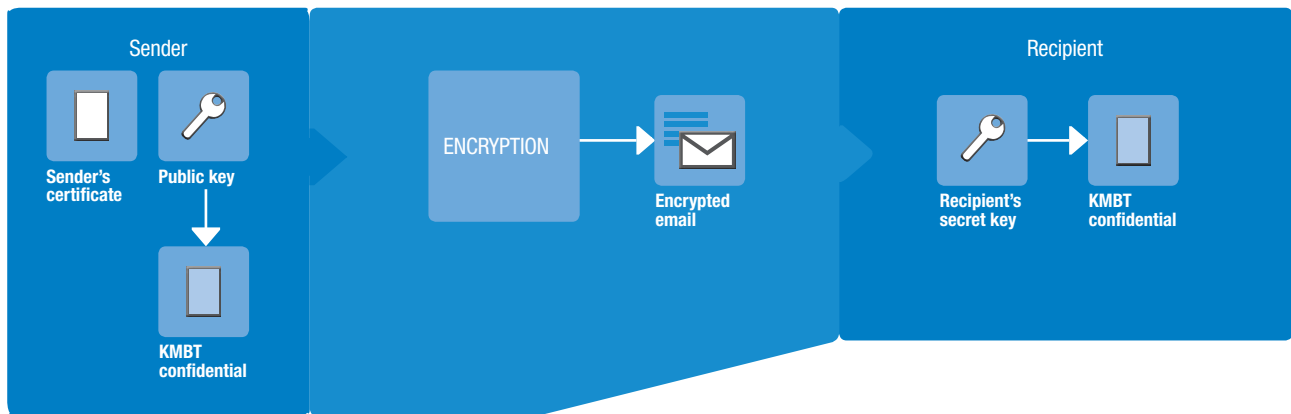 Sender
Sender's
certificate
Public key
KMBT
confidential
ENCRYPTION
Encrypted
email
Recipient
Recipient's
secret key
KMBT
confidential